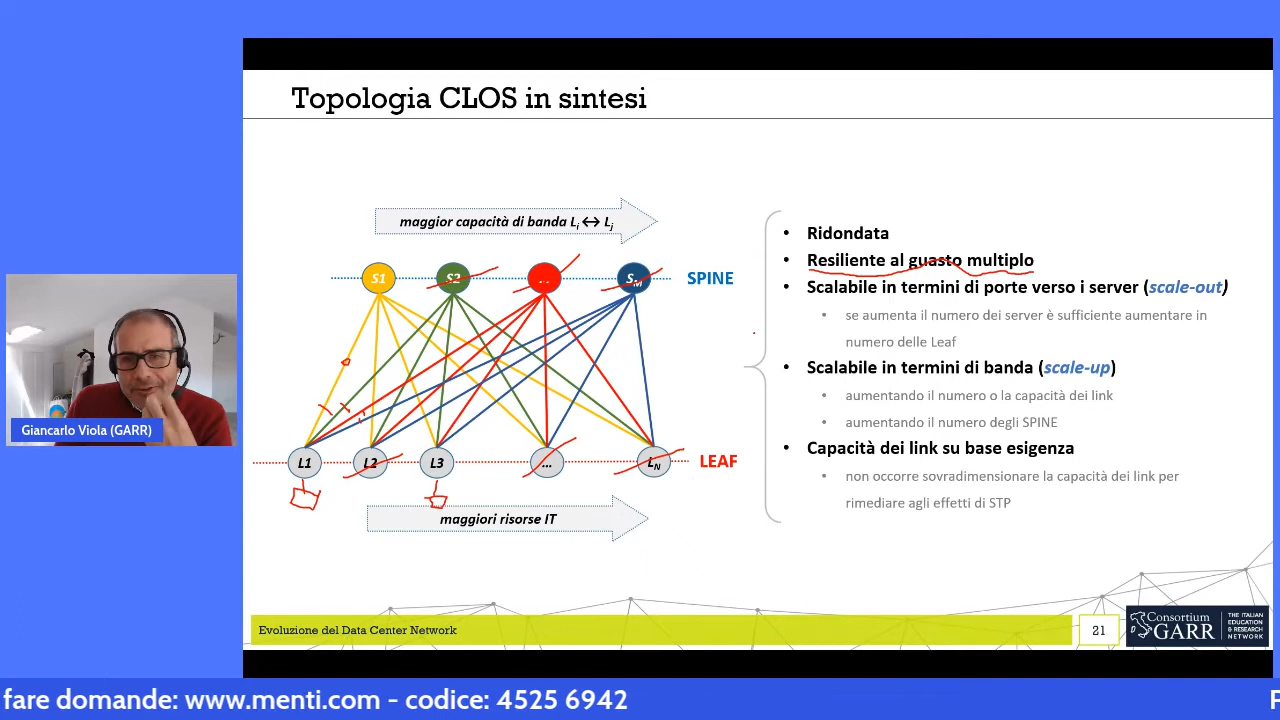 Topologia CLOS in sintesi
maggior capacità di banda Li ↔ Lj
S1 S2 ... SM SPINE
L1 L2 L3 ... LN LEAF
maggiori risorse IT
• Ridondata
• Resiliente al guasto multiplo
• Scalabile in termini di porte verso i server (scale-out)
• se aumenta il numero dei server è sufficiente aumentare in
numero delle Leaf
• Scalabile in termini di banda (scale-up)
• aumentando il numero o la capacità dei link
• aumentando il numero degli SPINE
• Capacità dei link su base esigenza
• non occorre sovradimensionare la capacità dei link per
rimediare agli effetti di STP
Giancarlo Viola (GARR)
Evoluzione del Data Center Network
21
Consortium
GARR
THE ITALIAN
EDUCATION
& RESEARCH
NETWORK
fare domande: www.menti.com - codice: 4525 6942